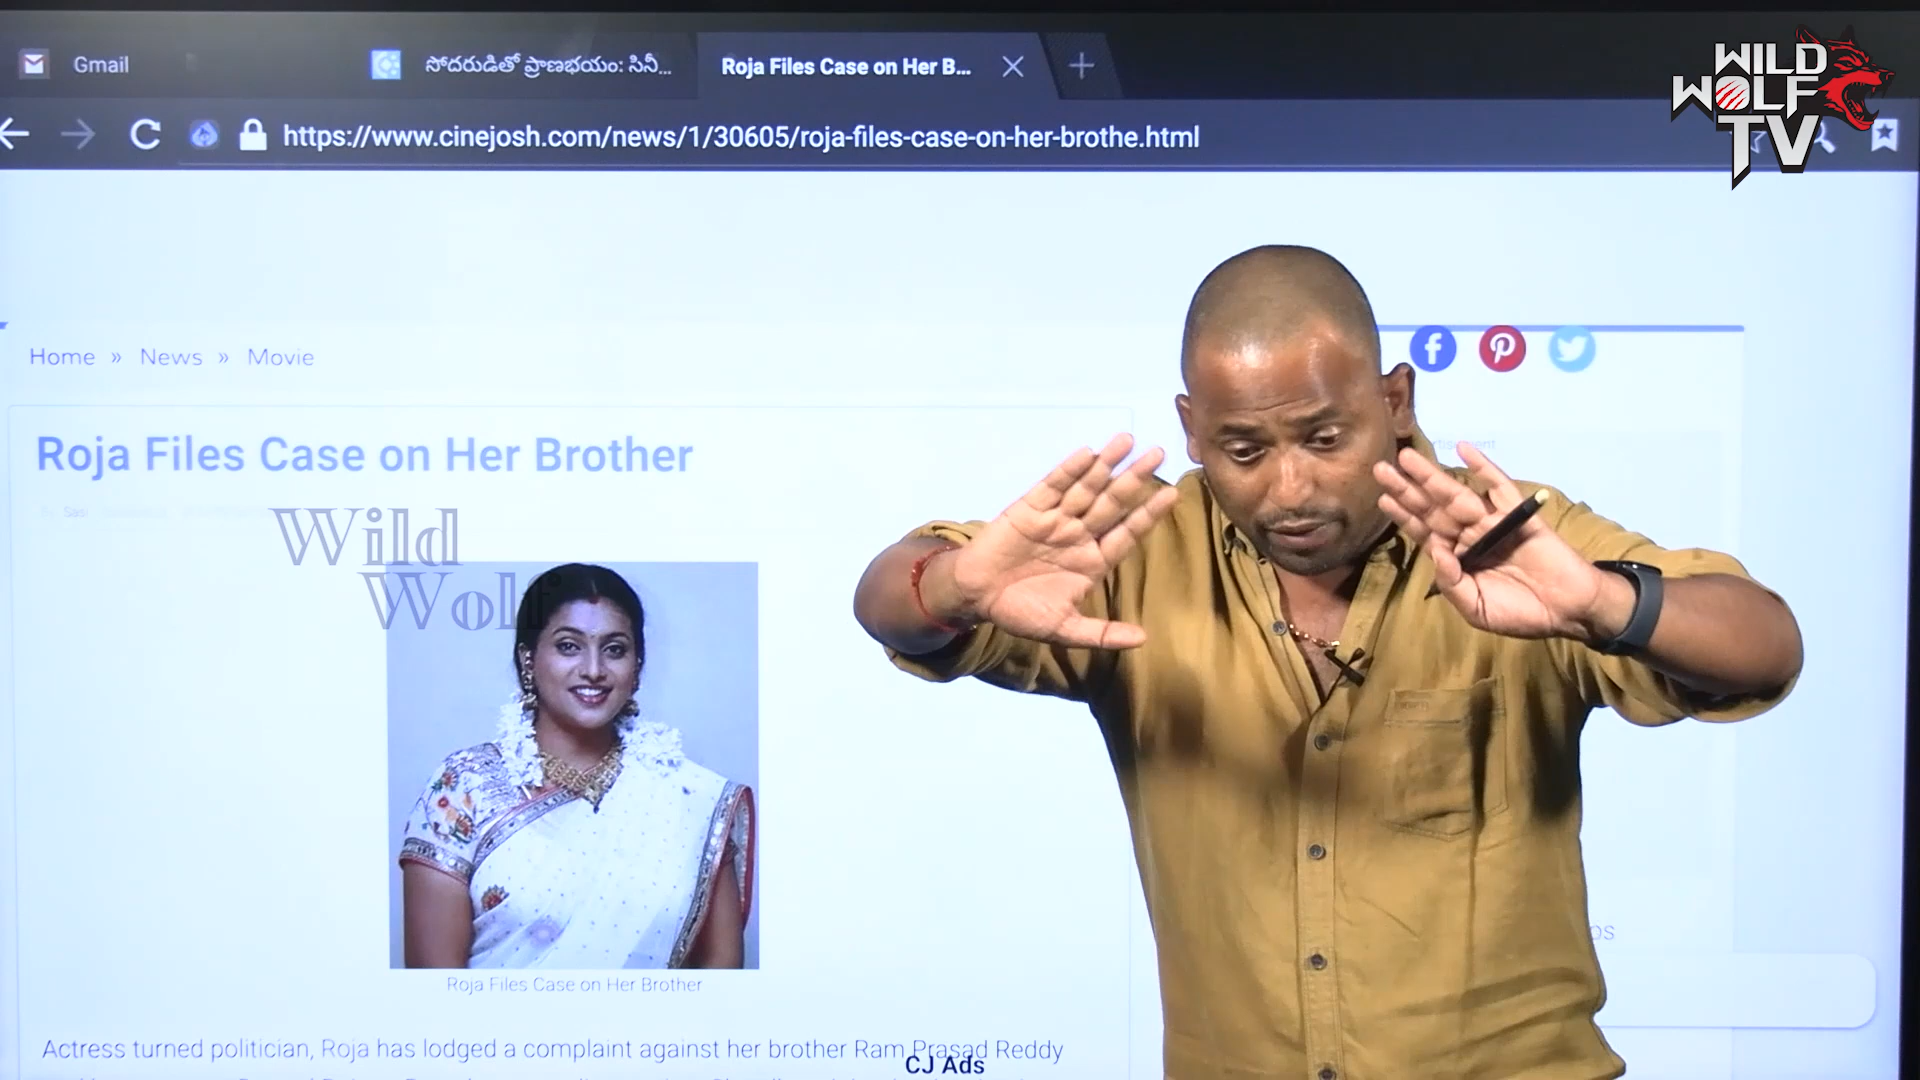 Gmail
సోదరుడితో ప్రాణభయం: సినీ...
Roja Files Case on Her B...
https://www.cinejosh.com/news/1/30605/roja-files-case-on-her-brothe.html
WILD
WOLF
TV
Home » News » Movie
Roja Files Case on Her Brother
Sasi
Wild
Wolf
Roja Files Case on Her Brother
Actress turned politician, Roja has lodged a complaint against her brother Ram Prasad Reddy
CJ Ads